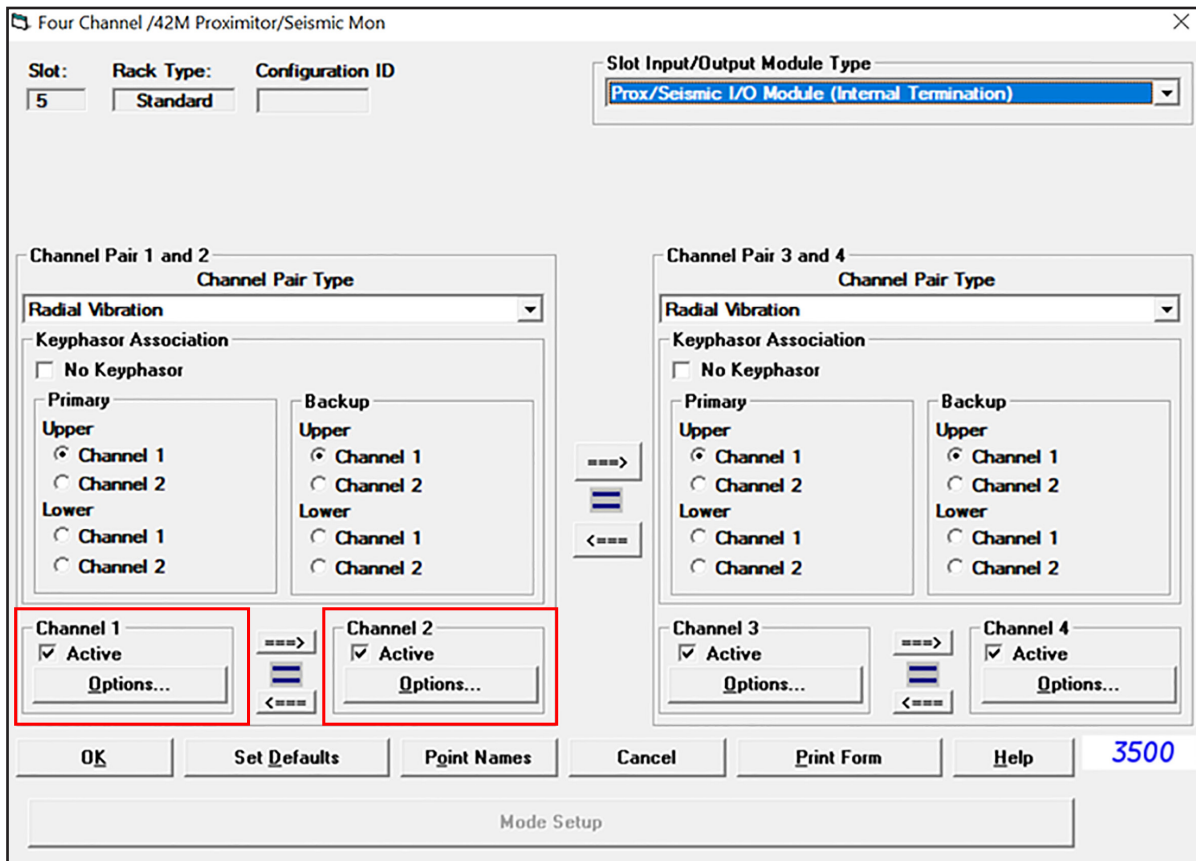 Four Channel /42M Proximitor/Seismic Mon
Slot:
Rack Type:
Configuration ID
5
Standard
Slot Input/Output Module Type
Prox/Seismic I/O Module (Internal Termination)
Channel Pair 1 and 2
Channel Pair Type
Radial Vibration
Keyphasor Association
No Keyphasor
Primary
Upper
Channel 1
Channel 2
Lower
Channel 1
Channel 2
Backup
Upper
Channel 1
Channel 2
Lower
Channel 1
Channel 2
Channel 1
Active
Options...
===>
<===
Channel 2
Active
Options...
===>
<===
Channel Pair 3 and 4
Channel Pair Type
Radial Vibration
Keyphasor Association
No Keyphasor
Primary
Upper
Channel 1
Channel 2
Lower
Channel 1
Channel 2
Backup
Upper
Channel 1
Channel 2
Lower
Channel 1
Channel 2
Channel 3
Active
Options...
===>
<===
Channel 4
Active
Options...
OK
Set Defaults
Point Names
Cancel
Print Form
Help
3500
Mode Setup